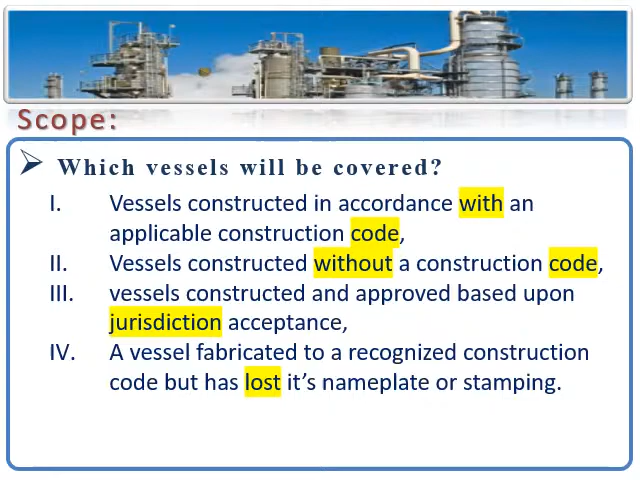 Scope:
Which vessels will be covered?
I. Vessels constructed in accordance with an
applicable construction code,
II. Vessels constructed without a construction code,
III. vessels constructed and approved based upon
jurisdiction acceptance,
IV. A vessel fabricated to a recognized construction
code but has lost it’s nameplate or stamping.